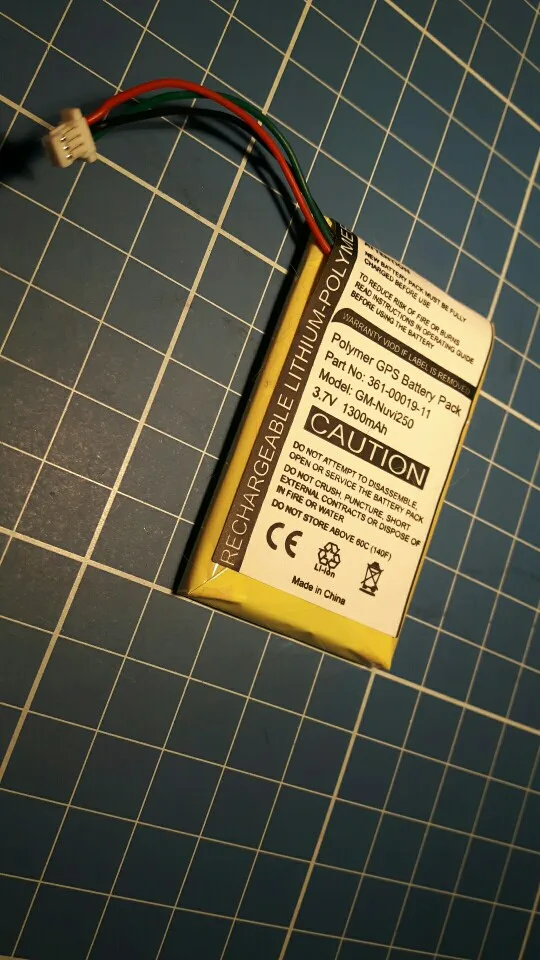 RECHARGEABLE LITHIUM-POLYME
ATTENTION
NEW BATTERY PACK MUST BE FULLY
CHARGED BEFORE USE
TO REDUCE RISK OF FIRE OR BURNS
READ INSTRUCTIONS IN OPERATING GUIDE
BEFORE USING THE BATTERY
WARRANTY VIOD IF LABEL IS REMOVED
Polymer GPS Battery Pack
Part No: 361-00019-11
Model: GM-Nuvi250
3.7V 1300mAh
CAUTION
DO NOT ATTEMPT TO DISASSEMBLE,
OPEN OR SERVICE THE BATTERY PACK
DO NOT CRUSH, PUNCTURE, SHORT
EXTERNAL CONTRACTS OR DISPOSE OF
IN FIRE OR WATER
DO NOT STORE ABOVE 60C (140F)
CE
Li-ion
Made in China